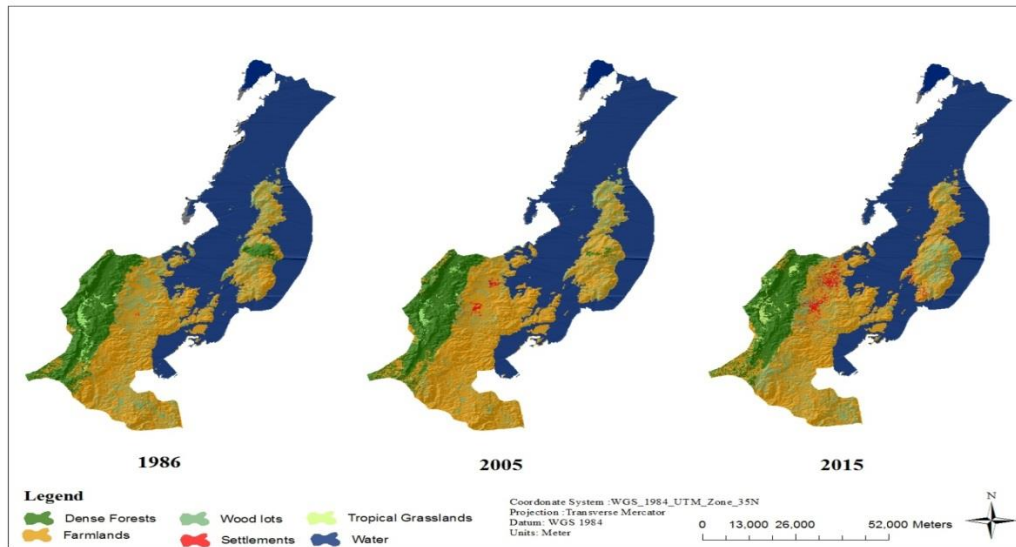 1986 2005 2015
Legend
Dense Forests Wood lots Tropical Grasslands
Farmlands Settlements Water
Coordonate System :WGS_1984_UTM_Zone_35N
Projection : Transverse Mercator
Datum: WGS 1984
Units: Meter
0 13,000 26,000 52,000 Meters
N